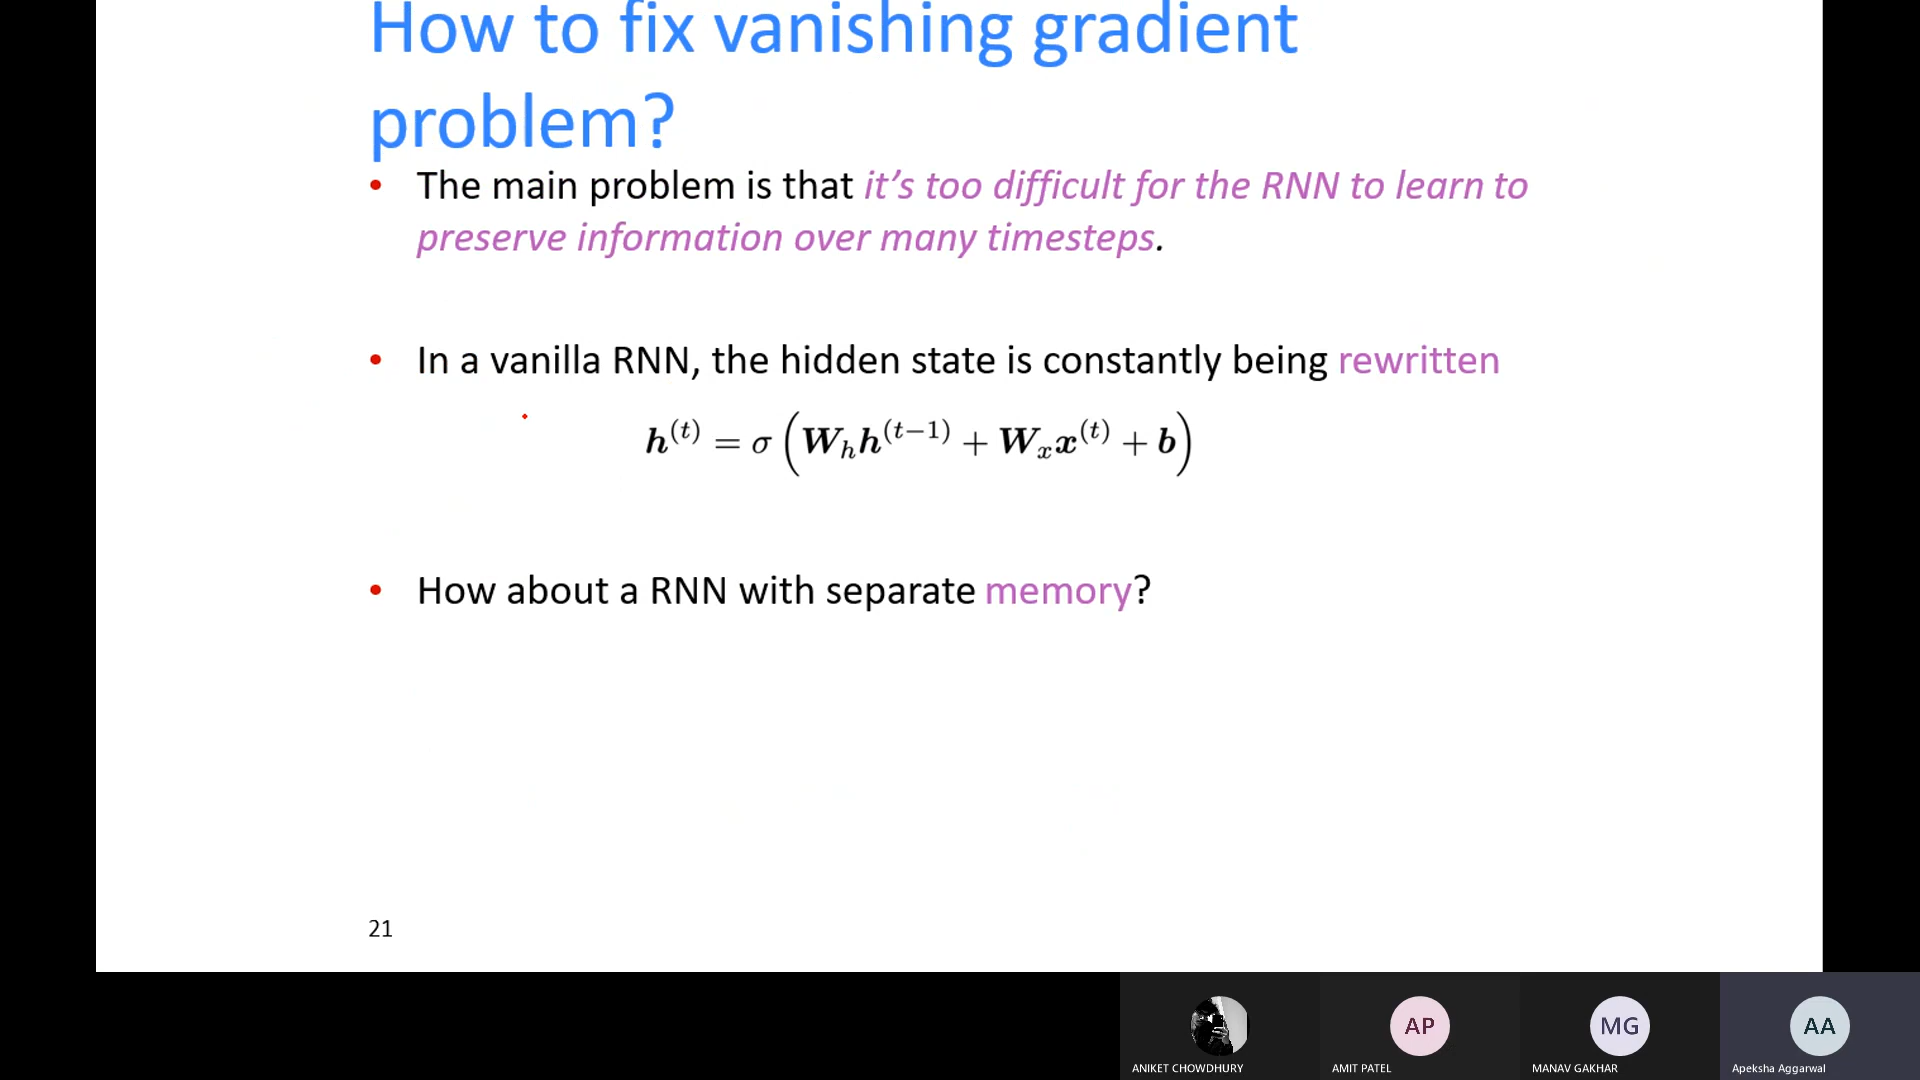 How to fix vanishing gradient
problem?
• The main problem is that it’s too difficult for the RNN to learn to
preserve information over many timesteps.
• In a vanilla RNN, the hidden state is constantly being rewritten
𝒉^(t) = σ(𝑾_h 𝒉^(t−1) + 𝑾_x 𝒙^(t) + 𝒃)
• How about a RNN with separate memory?
21
AP
MG
AA
ANIKET CHOWDHURY
AMIT PATEL
MANAV GAKHAR
Apeksha Aggarwal